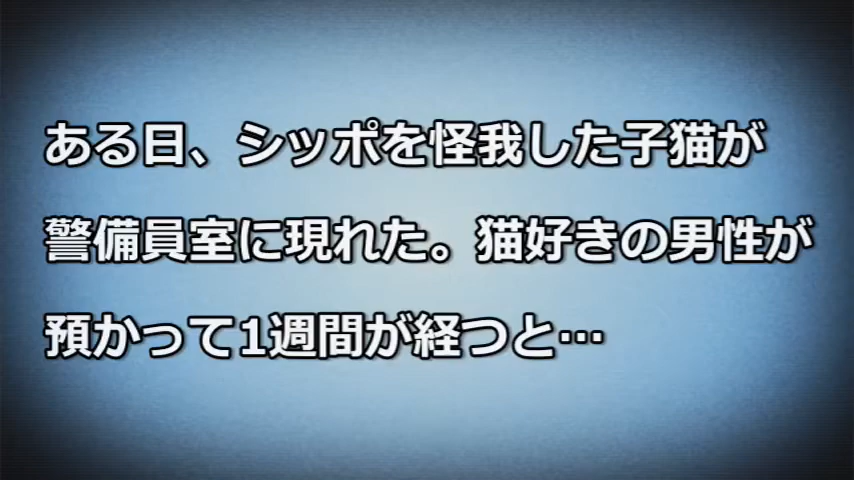 ある日、シッポを怪我した子猫が
警備員室に現れた。猫好きの男性が
預かって1週間が経つと…